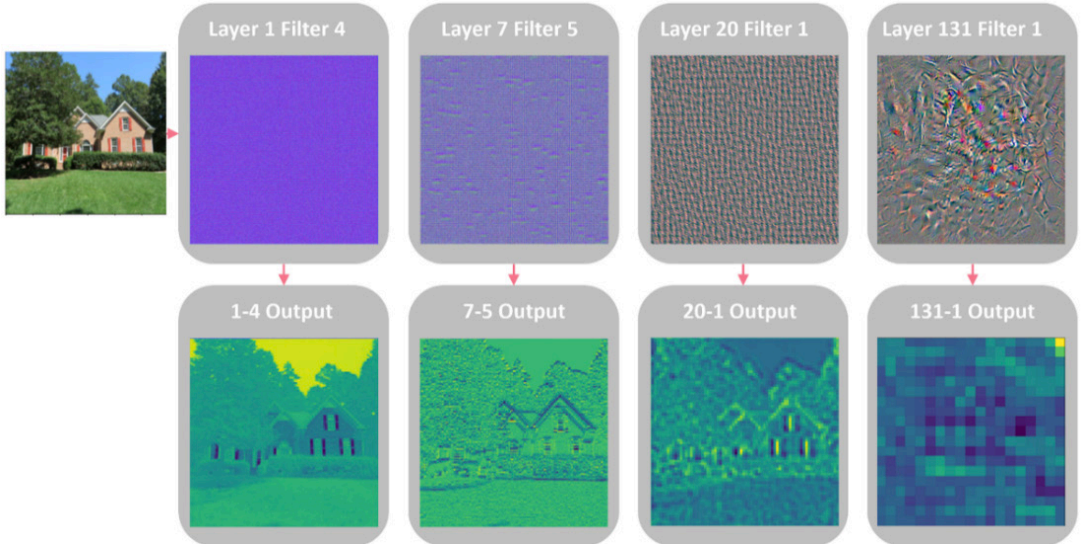 Layer 1 Filter 4
Layer 7 Filter 5
Layer 20 Filter 1
Layer 131 Filter 1
1-4 Output
7-5 Output
20-1 Output
131-1 Output